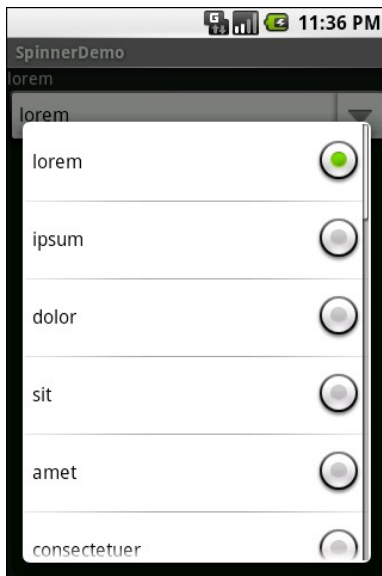 11:36 PM
SpinnerDemo
lorem
lorem
lorem
ipsum
dolor
sit
amet
consectetuer